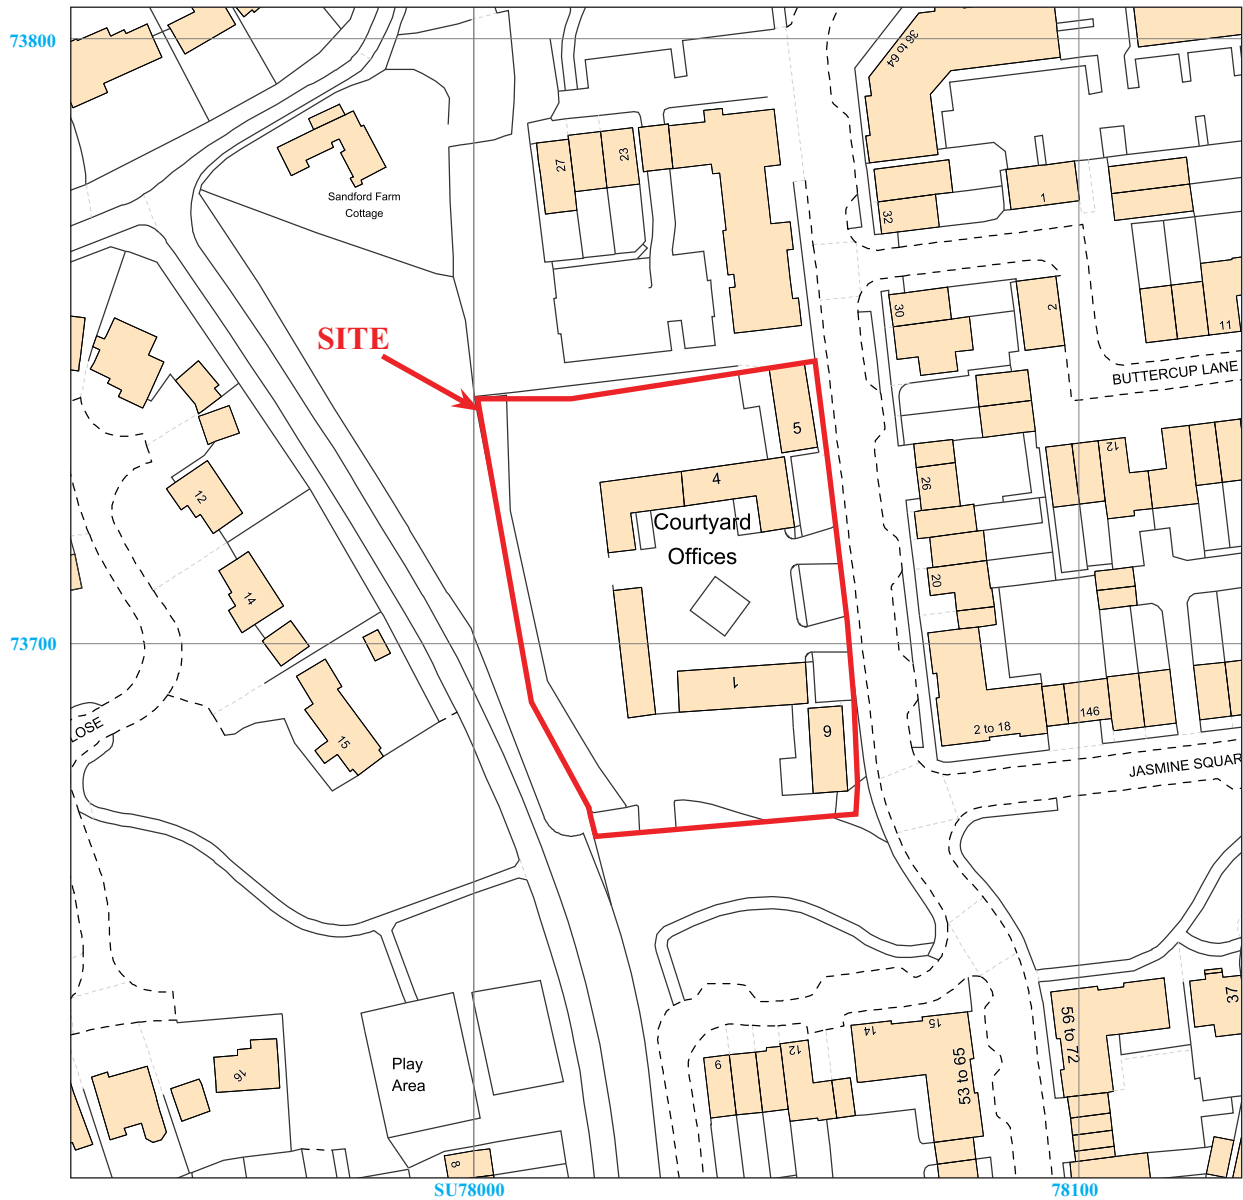 73800
36 to 64
27
23
Sandford Farm
Cottage
32
1
30
2
11
SITE
BUTTERCUP LANE
5
4
12
12
26
Courtyard
Offices
20
14
73700
1
2 to 18
146
9
OSE
15
JASMINE SQUAR
37
56 to 72
14
15
12
9
53 to 65
Play
Area
16
8
SU78000
78100